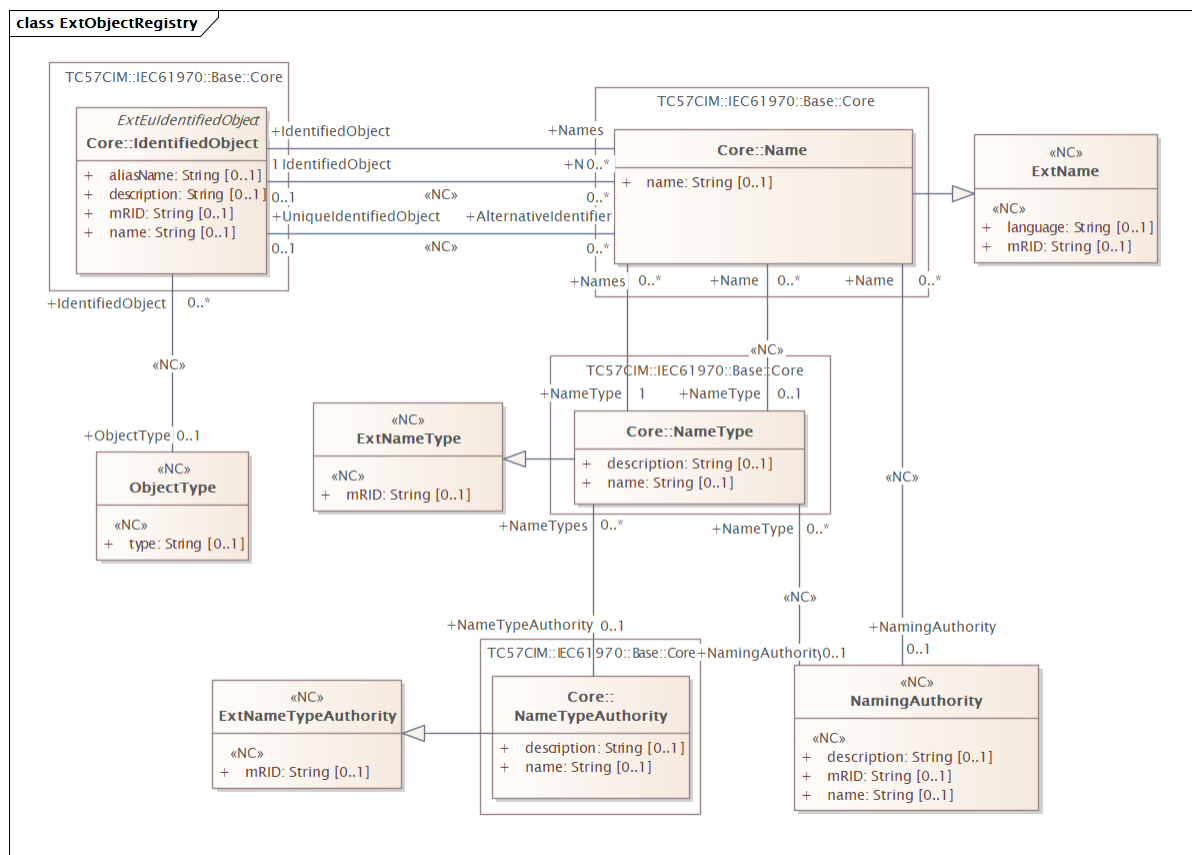 class ExtObjectRegistry
TC57CIM::IEC61970::Base::Core
ExtEuIdentifiedObject
Core::IdentifiedObject
+ aliasName: String [0..1]
+ description: String [0..1]
+ mRID: String [0..1]
+ name: String [0..1]
+IdentifiedObject
+Names
1 IdentifiedObject
+N0..*
0..1
«NC»
0..*
+UniqueIdentifiedObject
+AlternativeIdentifier
0..1
«NC»
0..*
TC57CIM::IEC61970::Base::Core
Core::Name
+ name: String [0..1]
«NC»
ExtName
«NC»
+ language: String [0..1]
+ mRID: String [0..1]
+Names 0..*
+Name 0..*
+Name 0..*
+IdentifiedObject 0..*
«NC»
+ObjectType 0..1
«NC»
ObjectType
«NC»
+ type: String [0..1]
«NC»
TC57CIM::IEC61970::Base::Core
+NameType 1
+NameType 0..1
Core::NameType
+ description: String [0..1]
+ name: String [0..1]
«NC»
ExtNameType
«NC»
+ mRID: String [0..1]
«NC»
+NameTypes 0..*
+NameType 0..*
«NC»
+NameTypeAuthority 0..1
+NamingAuthority
0..1
TC57CIM::IEC61970::Base::Core
+NamingAuthority 0..1
Core::
NameTypeAuthority
+ description: String [0..1]
+ name: String [0..1]
«NC»
ExtNameTypeAuthority
«NC»
+ mRID: String [0..1]
«NC»
NamingAuthority
«NC»
+ description: String [0..1]
+ mRID: String [0..1]
+ name: String [0..1]